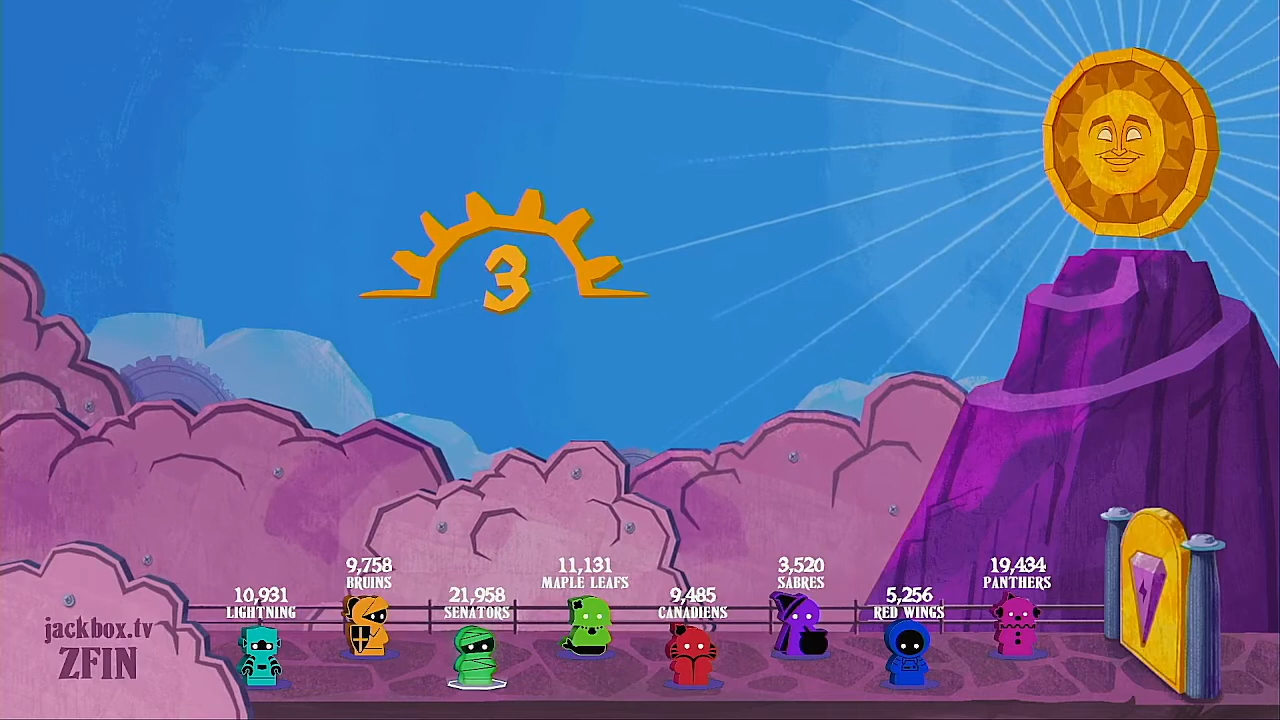 3
10,931
LIGHTNING
9,758
BRUINS
21,958
SENATORS
11,131
MAPLE LEAFS
9,485
CANADIENS
3,520
SABRES
5,256
RED WINGS
19,434
PANTHERS
jackbox.tv
ZFIN